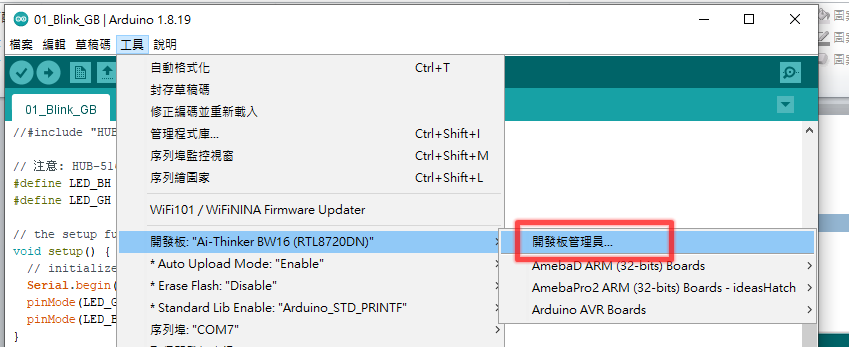 01_Blink_GB | Arduino 1.8.19
檔案 編輯 草稿碼 工具 說明
自動格式化 Ctrl+T
封存草稿碼
修正編碼並重新載入
管理程式庫... Ctrl+Shift+I
序列埠監控視窗 Ctrl+Shift+M
序列繪圖家 Ctrl+Shift+L
WiFi101 / WiFiNINA Firmware Updater
開發板: "Ai-Thinker BW16 (RTL8720DN)"
* Auto Upload Mode: "Enable"
* Erase Flash: "Disable"
* Standard Lib Enable: "Arduino_STD_PRINTF"
序列埠: "COM7"
開發板管理員...
AmebaD ARM (32-bits) Boards
AmebaPro2 ARM (32-bits) Boards - ideasHatch
Arduino AVR Boards
01_Blink_GB
//#include "HUB
// 注意: HUB-51
#define LED_BH
#define LED_GH
// the setup fu
void setup() {
// initialize
Serial.begin(
pinMode(LED_G
pinMode(LED_B
}